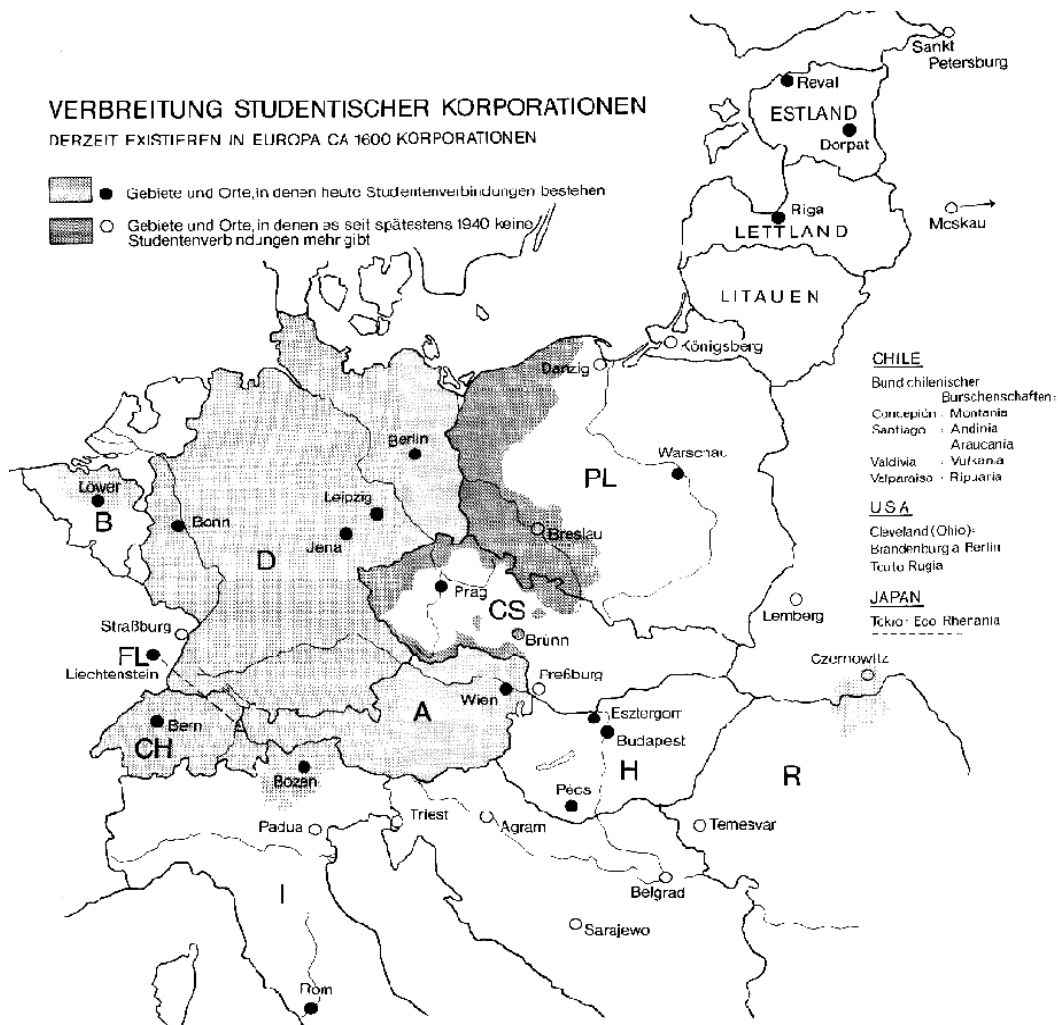 VERBREITUNG STUDENTISCHER KORPORATIONEN
DERZEIT EXISTIEREN IN EUROPA CA 1600 KORPORATIONEN
Gebiete und Orte, in denen heute Studentenverbindungen bestehen
Gebiete und Orte, in denen es seit spätestens 1940 keine
Studentenverbindungen mehr gibt
Sankt
Petersburg
Reval
ESTLAND
Dorpat
Riga
LETTLAND
Moskau
LITAUEN
Königsberg
Danzig
CHILE
Bund chilenischer
Burschenschaften:
Concepión : Montania
Santiago : Andinia
Araucania
Valdivia : Vulkania
Valparaiso : Ripuaria
USA
Cleveland (Ohio):
Brandenburg a Berlin
Teuto Rugia
JAPAN
Tokio: Eco Rhenania
Berlin
Warschau
PL
Löwen
B
Bonn
D
Leipzig
Jena
Breslau
Prag
CS
Brünn
Lemberg
Straßburg
FL
Liechtenstein
Czernowitz
Preßburg
Wien
A
Bern
CH
Esztergom
Budapest
H
R
Bozen
Pécs
Padua
Triest
Agram
Temesvar
I
Belgrad
Sarajewo
Rom